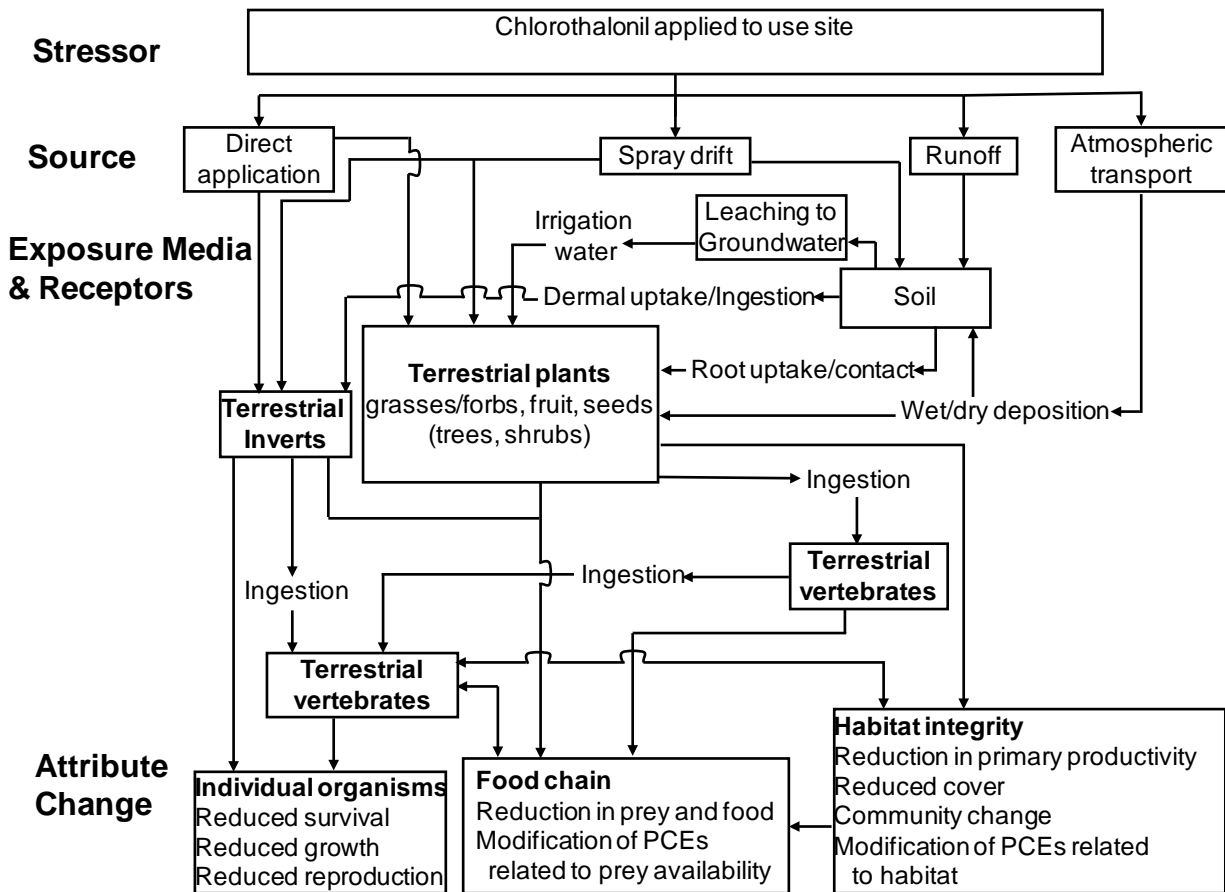 Stressor
Chlorothalonil applied to use site
Source
Direct
application
Spray drift
Runoff
Atmospheric
transport
Exposure Media
& Receptors
Irrigation
water
Leaching to
Groundwater
Dermal uptake/Ingestion
Soil
Terrestrial plants
grasses/forbs, fruit, seeds
(trees, shrubs)
Root uptake/contact
Wet/dry deposition
Terrestrial
Inverts
Ingestion
Terrestrial
vertebrates
Ingestion
Ingestion
Terrestrial
vertebrates
Attribute
Change
Individual organisms
Reduced survival
Reduced growth
Reduced reproduction
Food chain
Reduction in prey and food
Modification of PCEs
related to prey availability
Habitat integrity
Reduction in primary productivity
Reduced cover
Community change
Modification of PCEs related
to habitat